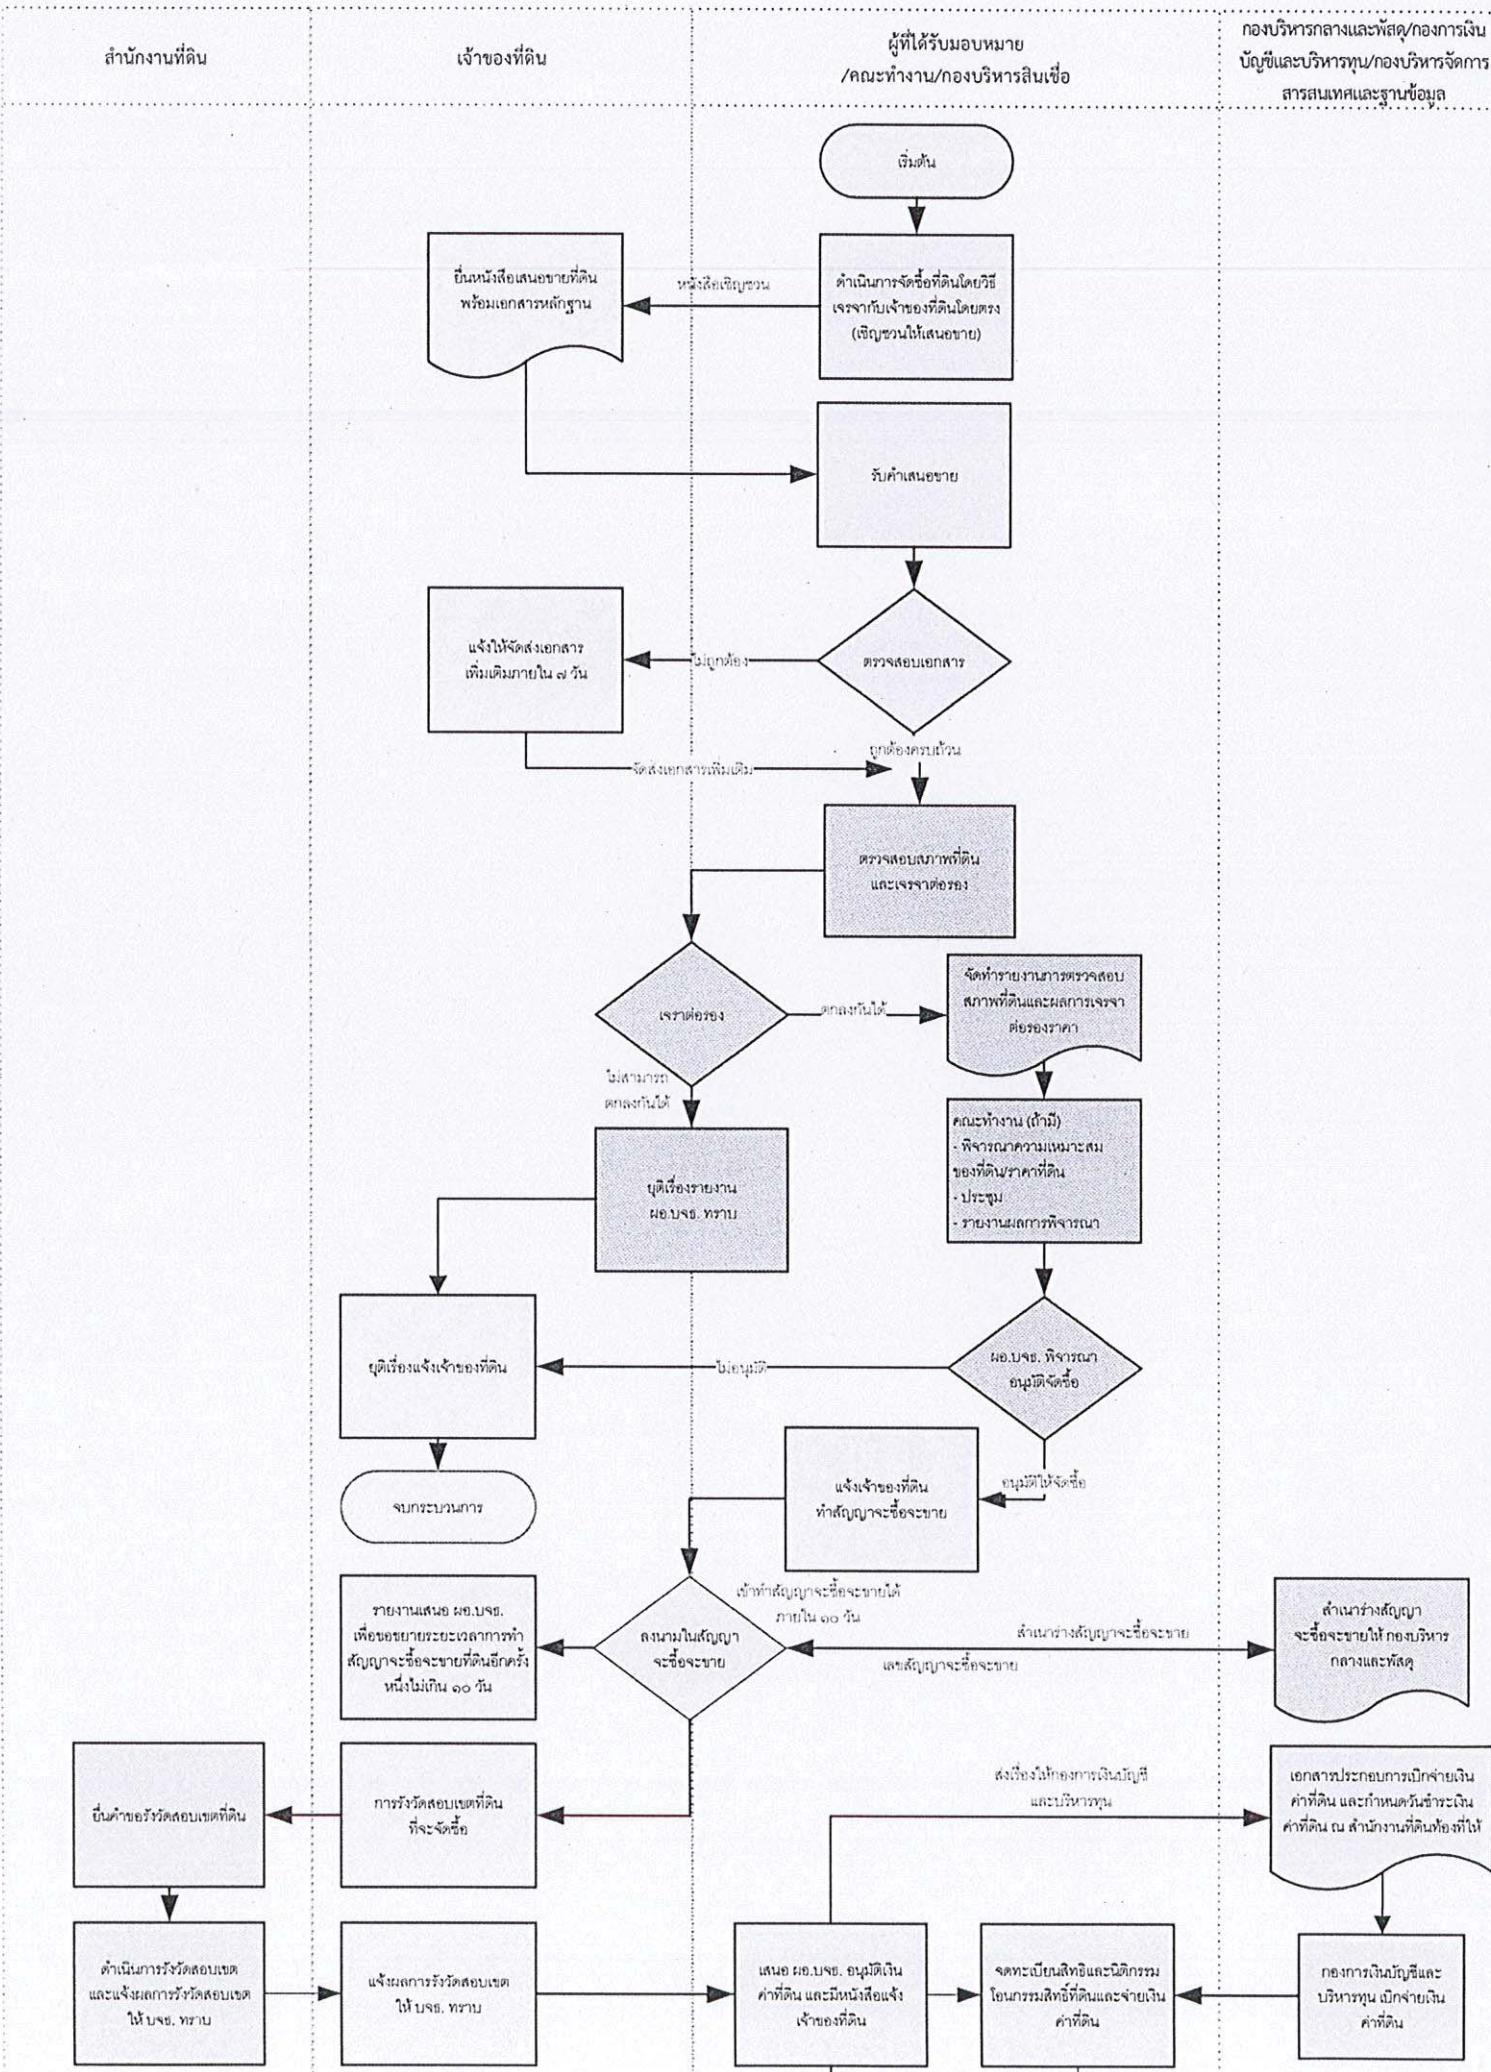 สำนักงานที่ดิน
เจ้าของที่ดิน
ผู้ที่ได้รับมอบหมาย
/คณะทำงาน/กองบริหารสินเชื่อ
กองบริหารกลางและพัสดุ/กองการเงิน
บัญชีและบริหารทุน/กองบริหารจัดการ
สารสนเทศและฐานข้อมูล
เริ่มต้น
ยื่นหนังสือเสนอขายที่ดิน
พร้อมเอกสารหลักฐาน
หนังสือเชิญชวน
ดำเนินการจัดซื้อที่ดินโดยวิธี
เจรจากับเจ้าของที่ดินโดยตรง
(เชิญชวนให้เสนอขาย)
รับคำเสนอขาย
แจ้งให้จัดส่งเอกสาร
เพิ่มเติมภายใน ๗ วัน
ไม่ถูกต้อง
ตรวจสอบเอกสาร
ถูกต้องครบถ้วน
จัดส่งเอกสารเพิ่มเติม
ตรวจสอบสภาพที่ดิน
และเจรจาต่อรอง
เจราต่อรอง
ตกลงกันได้
จัดทำรายงานการตรวจสอบ
สภาพที่ดินและผลการเจรจา
ต่อรองราคา
ไม่สามารถ
ตกลงกันได้
คณะทำงาน (ถ้ามี)
- พิจารณาความเหมาะสม
ของที่ดิน/ราคาที่ดิน
- ประชุม
- รายงานผลการพิจารณา
ยุติเรื่องรายงาน
ผอ.บจธ. ทราบ
ยุติเรื่องแจ้งเจ้าของที่ดิน
ไม่อนุมัติ
ผอ.บจธ. พิจารณา
อนุมัติจัดซื้อ
จบกระบวนการ
แจ้งเจ้าของที่ดิน
ทำสัญญาจะซื้อจะขาย
อนุมัติให้จัดซื้อ
รายงานเสนอ ผอ.บจธ.
เพื่อขอขยายระยะเวลาการทำ
สัญญาจะซื้อจะขายที่ดินอีกครั้ง
หนึ่งไม่เกิน ๑๐ วัน
ลงนามในสัญญา
จะซื้อจะขาย
เข้าทำสัญญาจะซื้อจะขายได้
ภายใน ๑๐ วัน
สำเนาร่างสัญญาจะซื้อจะขาย
เลขสัญญาจะซื้อจะขาย
สำเนาร่างสัญญา
จะซื้อจะขายให้ กองบริหาร
กลางและพัสดุ
ยื่นคำขอรังวัดสอบเขตที่ดิน
การรังวัดสอบเขตที่ดิน
ที่จะจัดซื้อ
ส่งเรื่องให้กองการเงินบัญชี
และบริหารทุน
เอกสารประกอบการเบิกจ่ายเงิน
ค่าที่ดิน และกำหนดวันชำระเงิน
ค่าที่ดิน ณ สำนักงานที่ดินท้องที่ให้
ดำเนินการรังวัดสอบเขต
และแจ้งผลการรังวัดสอบเขต
ให้ บจธ. ทราบ
แจ้งผลการรังวัดสอบเขต
ให้ บจธ. ทราบ
เสนอ ผอ.บจธ. อนุมัติเงิน
ค่าที่ดิน และมีหนังสือแจ้ง
เจ้าของที่ดิน
จดทะเบียนสิทธิและนิติกรรม
โอนกรรมสิทธิ์ที่ดินและจ่ายเงิน
ค่าที่ดิน
กองการเงินบัญชีและ
บริหารทุน เบิกจ่ายเงิน
ค่าที่ดิน